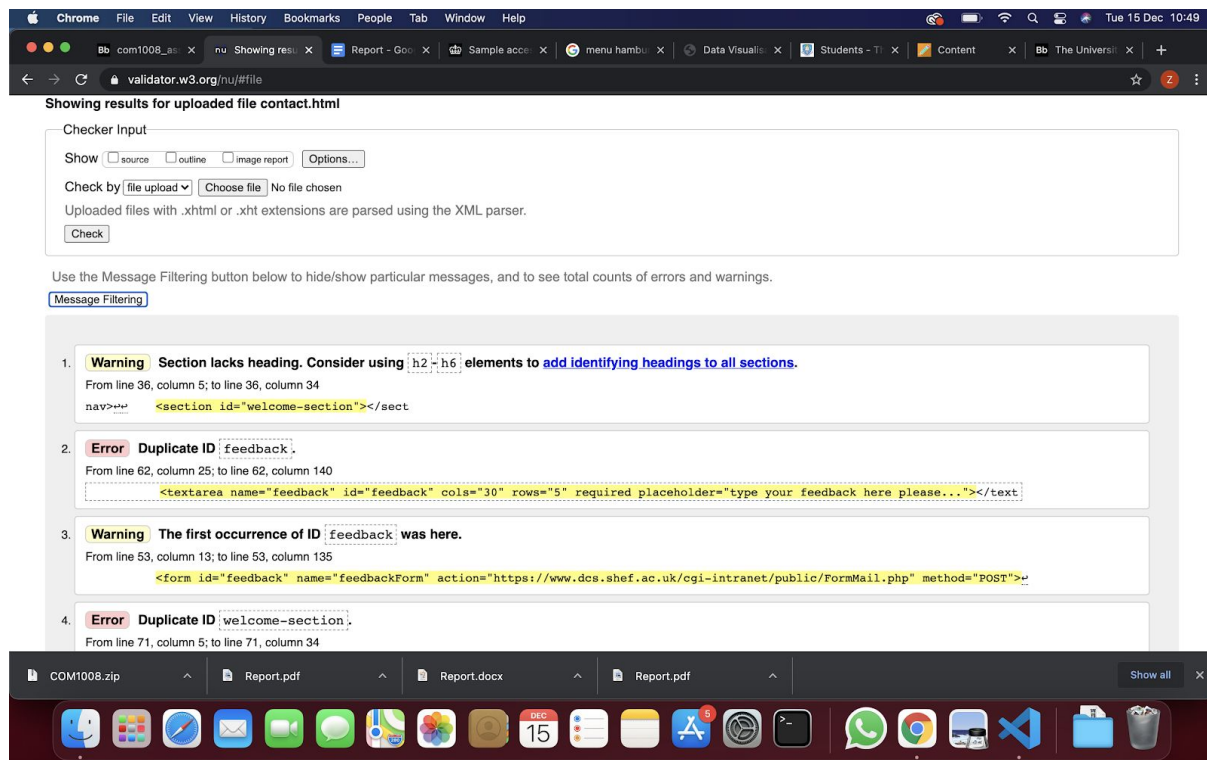 Chrome File Edit View History Bookmarks People Tab Window Help Tue 15 Dec 10:49
Bb com1008_as nu Showing resu Report - Goo Sample acces G menu hambu Data Visualis Students - Th Content Bb The Universit
validator.w3.org/nu/#file Z
Showing results for uploaded file contact.html
Checker Input
Show source outline image report Options...
Check by file upload Choose file No file chosen
Uploaded files with .xhtml or .xht extensions are parsed using the XML parser.
Check
Use the Message Filtering button below to hide/show particular messages, and to see total counts of errors and warnings.
Message Filtering
1. Warning Section lacks heading. Consider using h2-h6 elements to add identifying headings to all sections.
From line 36, column 5; to line 36, column 34
nav>↩↩ <section id="welcome-section"></sect
2. Error Duplicate ID feedback.
From line 62, column 25; to line 62, column 140
<textarea name="feedback" id="feedback" cols="30" rows="5" required placeholder="type your feedback here please..."></text
3. Warning The first occurrence of ID feedback was here.
From line 53, column 13; to line 53, column 135
<form id="feedback" name="feedbackForm" action="https://www.dcs.shef.ac.uk/cgi-intranet/public/FormMail.php" method="POST">↩
4. Error Duplicate ID welcome-section.
From line 71, column 5; to line 71, column 34
COM1008.zip Report.pdf Report.docx Report.pdf Show all
DEC
15
5